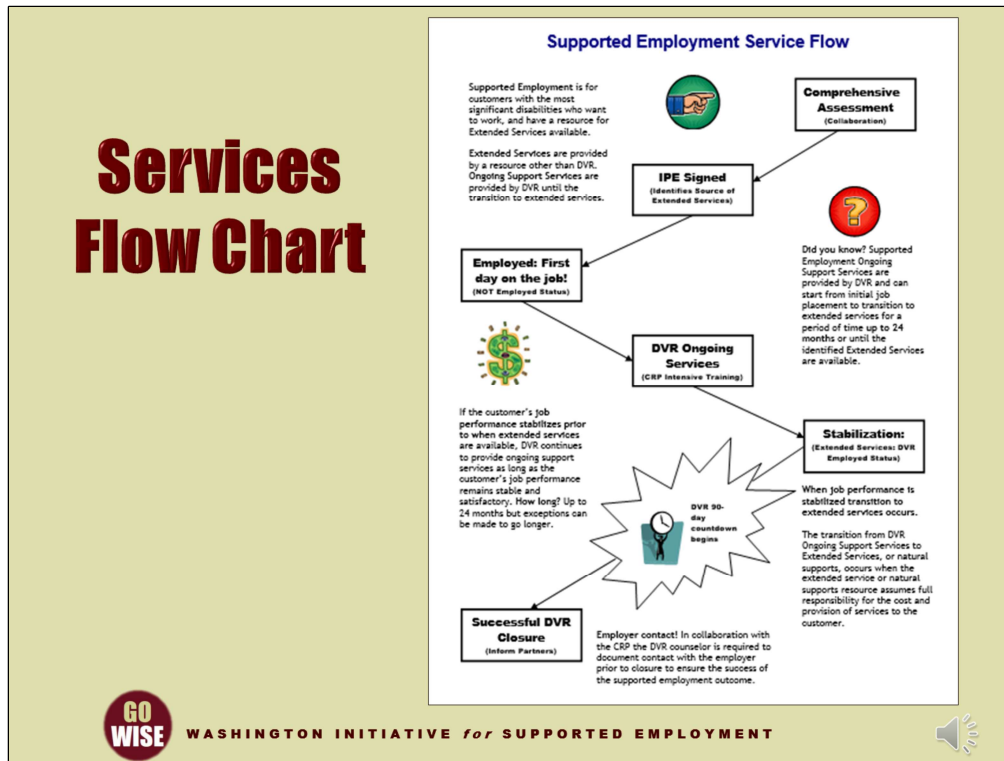 Services
Flow Chart
Supported Employment Service Flow
Supported Employment is for
customers with the most
significant disabilities who want
to work, and have a resource for
Extended Services available.
Extended Services are provided
by a resource other than DVR.
Ongoing Support Services are
provided by DVR until the
transition to extended services.
Comprehensive
Assessment
(Collaboration)
IPE Signed
(Identifies Source of
Extended Services)
?
Did you know? Supported
Employment Ongoing
Support Services are
provided by DVR and can
start from initial job
placement to transition to
extended services for a
period of time up to 24
months or until the
identified Extended Services
are available.
Employed: First
day on the job!
(NOT Employed Status)
$
DVR Ongoing
Services
(CRP Intensive Training)
If the customer's job
performance stabilizes prior
to when extended services
are available, DVR continues
to provide ongoing support
services as long as the
customer's job performance
remains stable and
satisfactory. How long? Up to
24 months but exceptions can
be made to go longer.
Stabilization:
(Extended Services; DVR
Employed Status)
When job performance is
stabilized transition to
extended services occurs.
The transition from DVR
Ongoing Support Services to
Extended Services, or natural
supports, occurs when the
extended service or natural
supports resource assumes full
responsibility for the cost and
provision of services to the
customer.
DVR 90-
day
countdown
begins
Successful DVR
Closure
(Inform Partners)
Employer contact! In collaboration with
the CRP the DVR counselor is required to
document contact with the employer
prior to closure to ensure the success of
the supported employment outcome.
GO
WISE
WASHINGTON INITIATIVE for SUPPORTED EMPLOYMENT